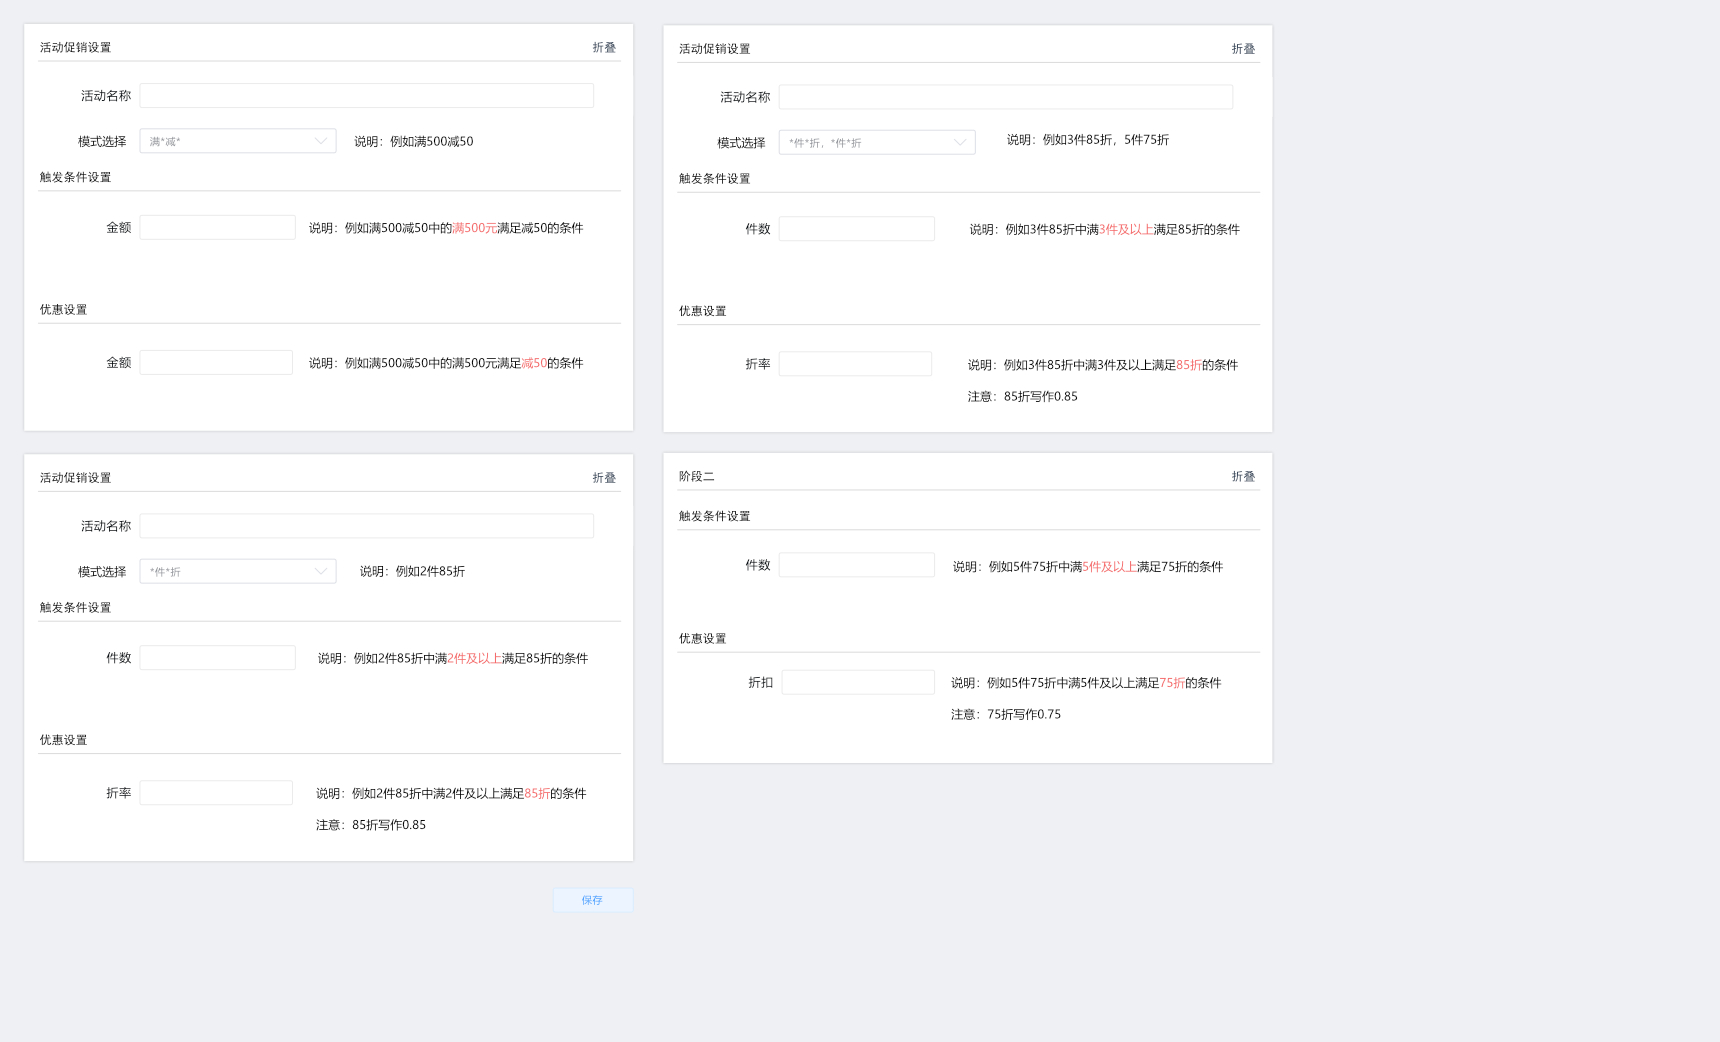 活动促销设置 折叠
活动名称
模式选择 满*减* 说明：例如满500减50
触发条件设置
金额 说明：例如满500减50中的满500元满足减50的条件
优惠设置
金额 说明：例如满500减50中的满500元满足减50的条件
活动促销设置 折叠
活动名称
模式选择 *件*折，*件*折 说明：例如3件85折，5件75折
触发条件设置
件数 说明：例如3件85折中满3件及以上满足85折的条件
优惠设置
折率 说明：例如3件85折中满3件及以上满足85折的条件
注意：85折写作0.85
活动促销设置 折叠
活动名称
模式选择 *件*折 说明：例如2件85折
触发条件设置
件数 说明：例如2件85折中满2件及以上满足85折的条件
优惠设置
折率 说明：例如2件85折中满2件及以上满足85折的条件
注意：85折写作0.85
阶段二 折叠
触发条件设置
件数 说明：例如5件75折中满5件及以上满足75折的条件
优惠设置
折扣 说明：例如5件75折中满5件及以上满足75折的条件
注意：75折写作0.75
保存